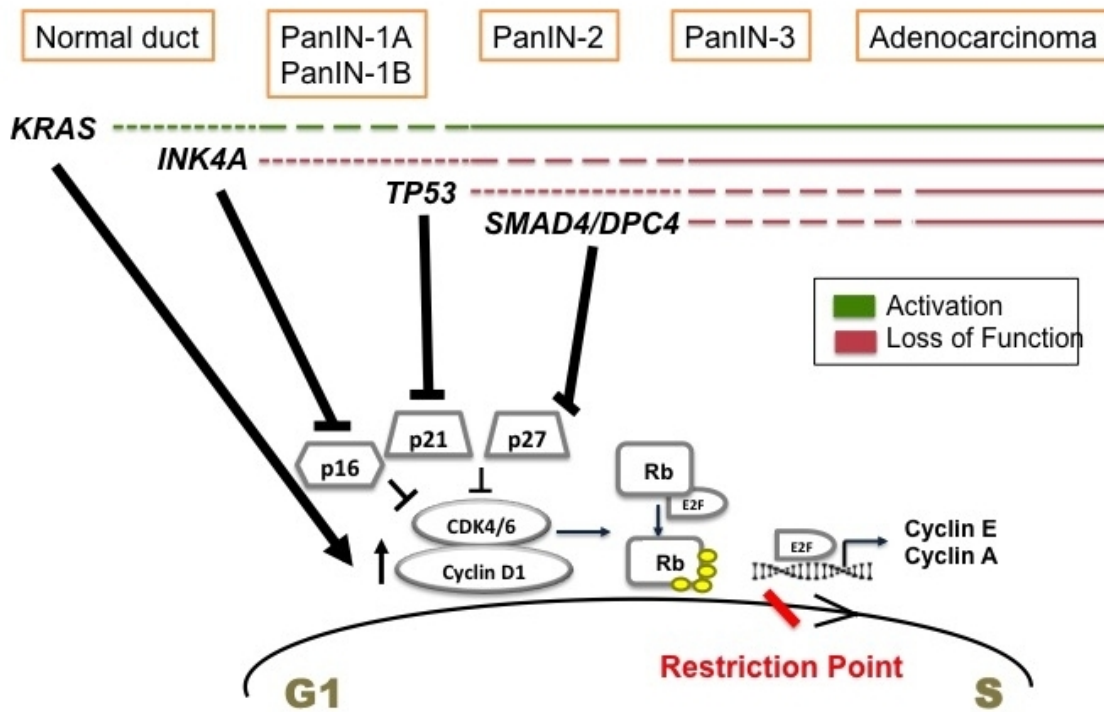 Normal duct
PanIN-1A
PanIN-1B
PanIN-2
PanIN-3
Adenocarcinoma
KRAS
INK4A
TP53
SMAD4/DPC4
Activation
Loss of Function
p16
p21
p27
CDK4/6
Cyclin D1
Rb
E2F
Rb
E2F
Cyclin E
Cyclin A
Restriction Point
G1
S